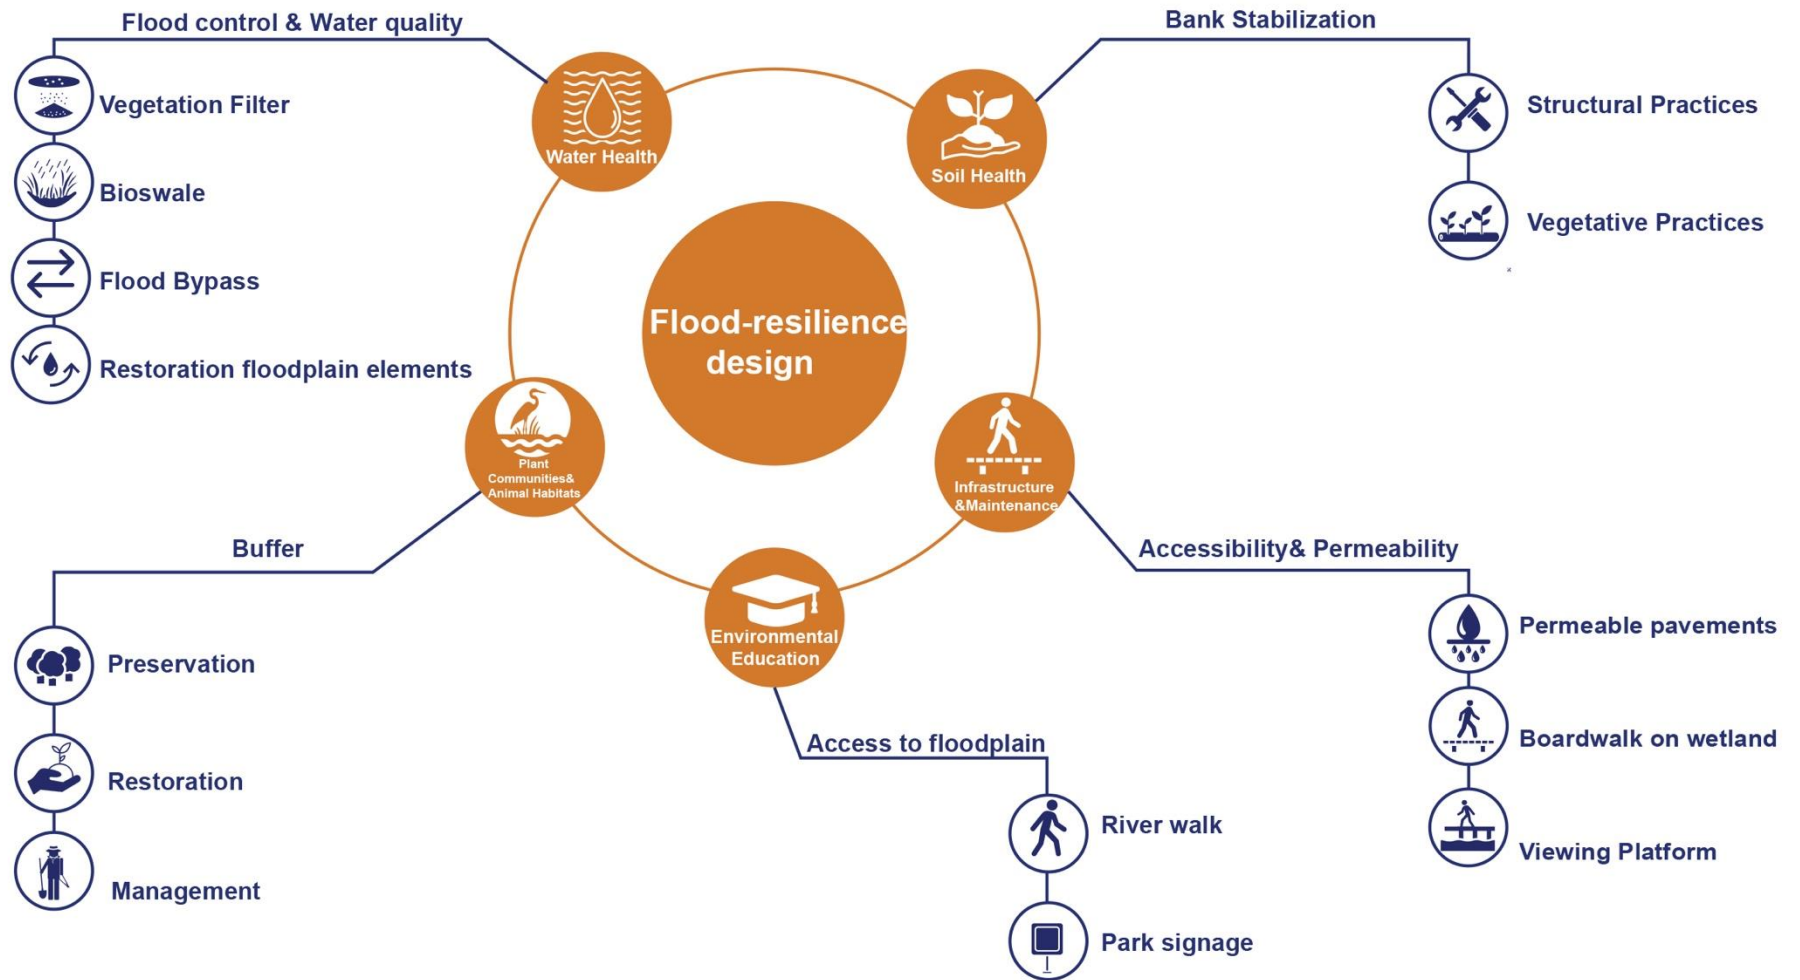 Flood control & Water quality
Vegetation Filter
Bioswale
Flood Bypass
Restoration floodplain elements
Water Health
Bank Stabilization
Structural Practices
Vegetative Practices
Soil Health
Flood-resilience
design
Plant
Communities&
Animal Habitats
Buffer
Preservation
Restoration
Management
Infrastructure
&Maintenance
Accessibility& Permeability
Permeable pavements
Boardwalk on wetland
Viewing Platform
Environmental
Education
Access to floodplain
River walk
Park signage